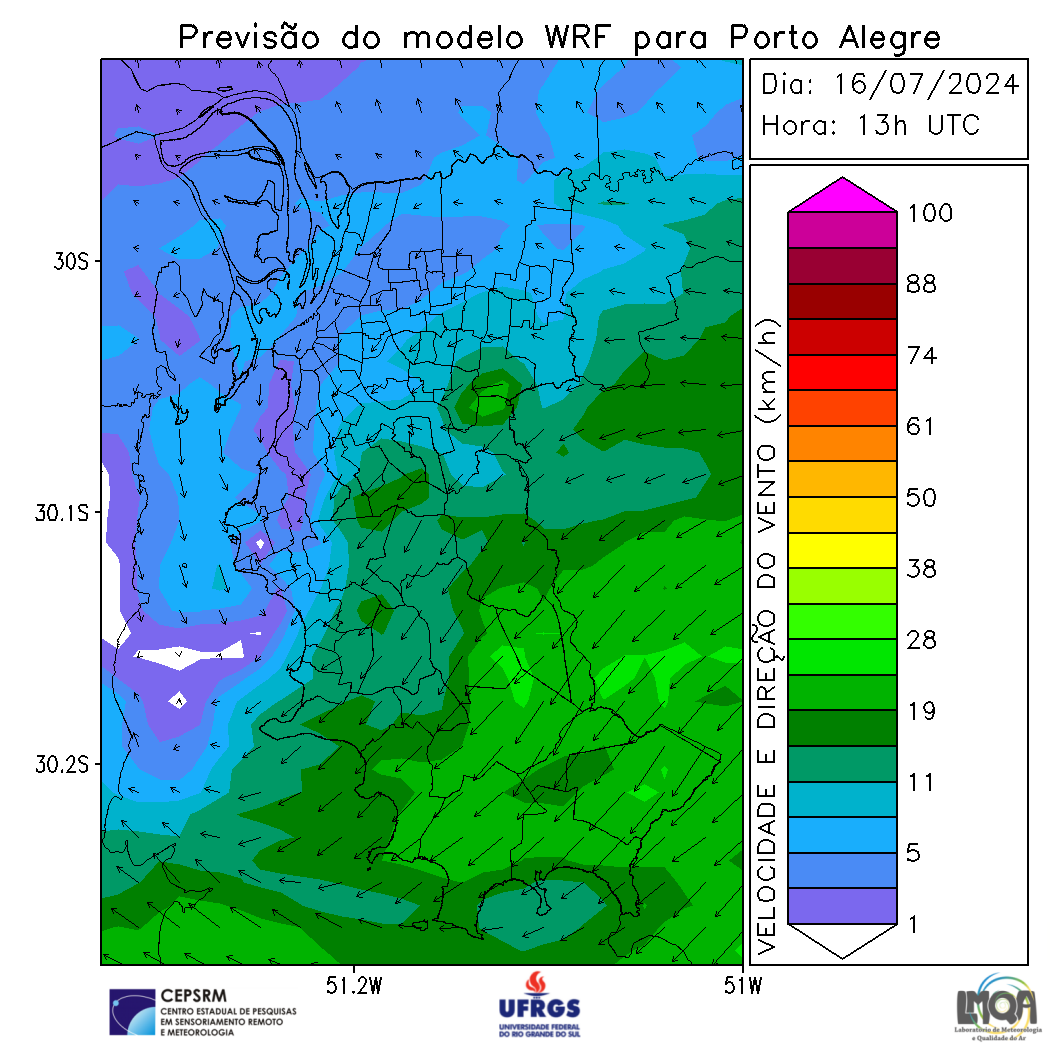 Previsão do modelo WRF para Porto Alegre
Dia: 16/07/2024
Hora: 13h UTC
30S
30.1S
30.2S
51.2W
51W
VELOCIDADE E DIREÇÃO DO VENTO (km/h)
100
88
74
61
50
38
28
19
11
5
1
CEPSRM
CENTRO ESTADUAL DE PESQUISAS
EM SENSORIAMENTO REMOTO
E METEOROLOGIA
UFRGS
UNIVERSIDADE FEDERAL
DO RIO GRANDE DO SUL
LMQA
Laboratório de Meteorologia
e Qualidade do Ar